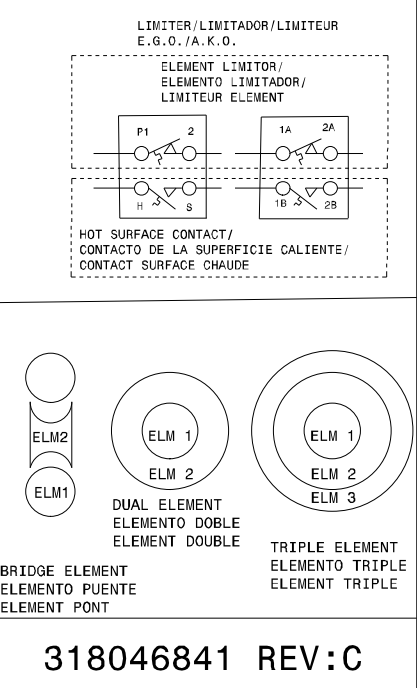 LIMITER/LIMITADOR/LIMITEUR
E.G.O./A.K.O.
ELEMENT LIMITOR/
ELEMENTO LIMITADOR/
LIMITEUR ELEMENT
P1 2
1A 2A
H S
1B 2B
HOT SURFACE CONTACT/
CONTACTO DE LA SUPERFICIE CALIENTE/
CONTACT SURFACE CHAUDE
ELM2
ELM1
BRIDGE ELEMENT
ELEMENTO PUENTE
ELEMENT PONT
ELM 1
ELM 2
DUAL ELEMENT
ELEMENTO DOBLE
ELEMENT DOUBLE
ELM 1
ELM 2
ELM 3
TRIPLE ELEMENT
ELEMENTO TRIPLE
ELEMENT TRIPLE
318046841 REV:C